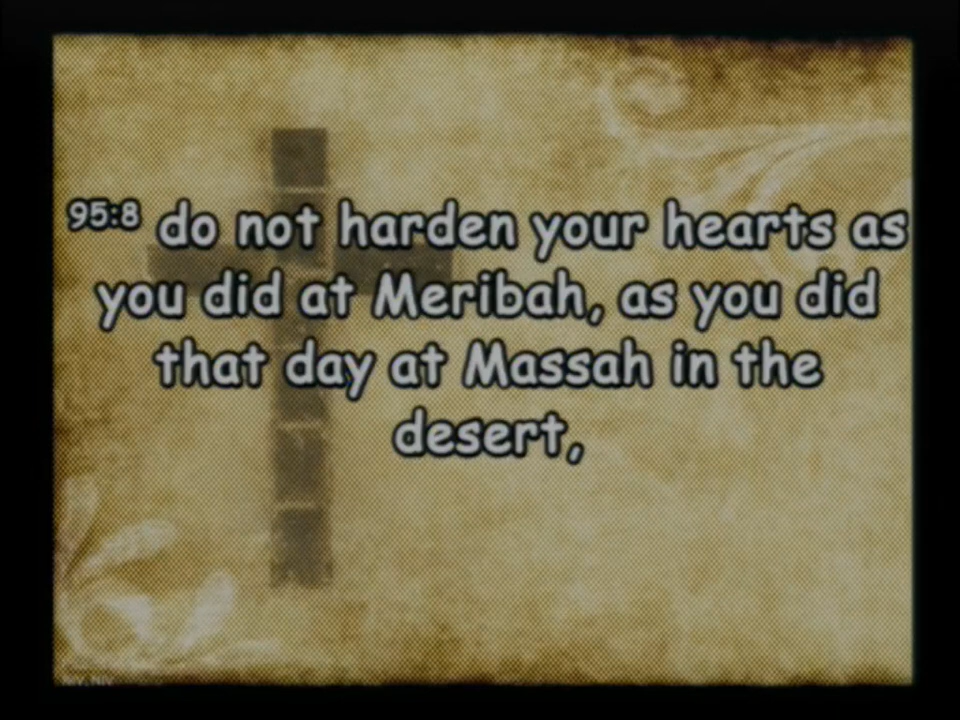 95:8 do not harden your hearts as
you did at Meribah, as you did
that day at Massah in the
desert,